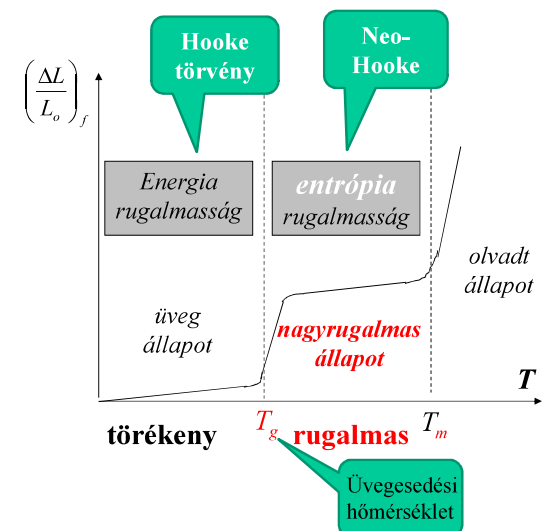 Hooke
törvény
Neo-
Hooke
(ΔL/Lo)f
Energia
rugalmasság
entrópia
rugalmasság
olvadt
állapot
üveg
állapot
nagyrugalmas
állapot
T
törékeny
Tg
rugalmas
Tm
Üvegesedési
hőmérséklet